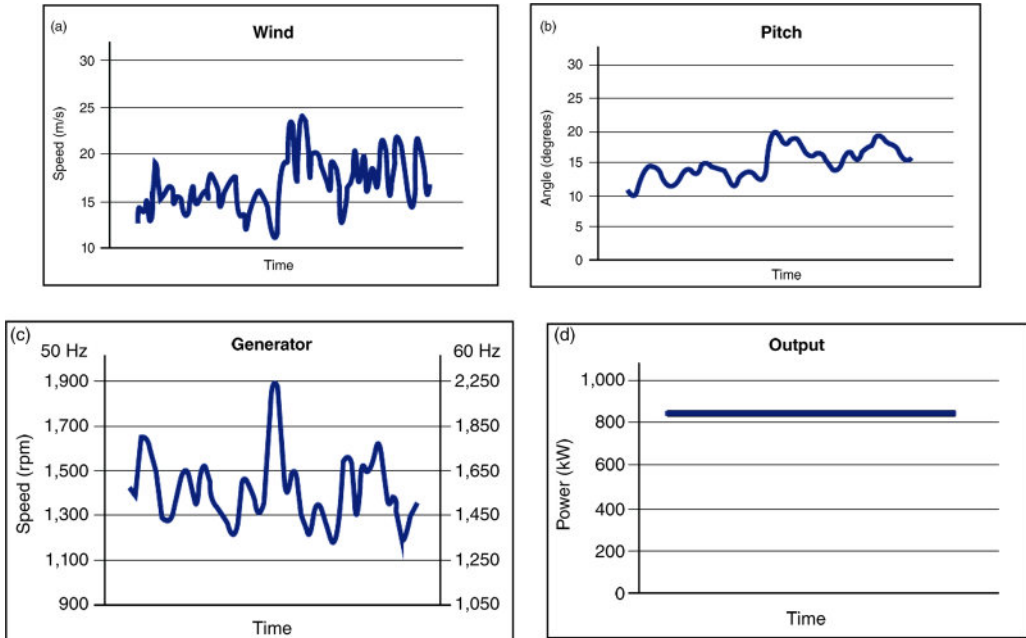 (a)
Wind
Speed (m/s)
30
25
20
15
10
Time
(b)
Pitch
Angle (degrees)
30
25
20
15
10
5
0
Time
(c)
Generator
50 Hz
60 Hz
Speed (rpm)
1,900
2,250
1,700
1,850
1,500
1,650
1,300
1,450
1,100
1,250
900
1,050
Time
(d)
Output
Power (kW)
1,000
800
600
400
200
0
Time